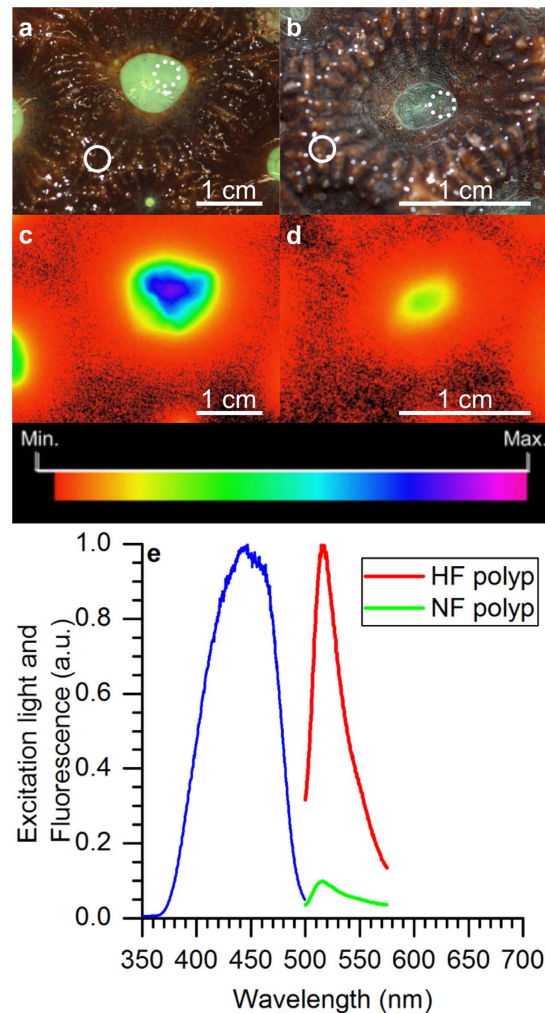 a
b
1 cm
1 cm
c
d
1 cm
1 cm
Min.
Max.
e
1.0
0.8
0.6
0.4
0.2
0.0
Excitation light and
Fluorescence (a.u.)
HF polyp
NF polyp
350 400 450 500 550 600 650 700
Wavelength (nm)